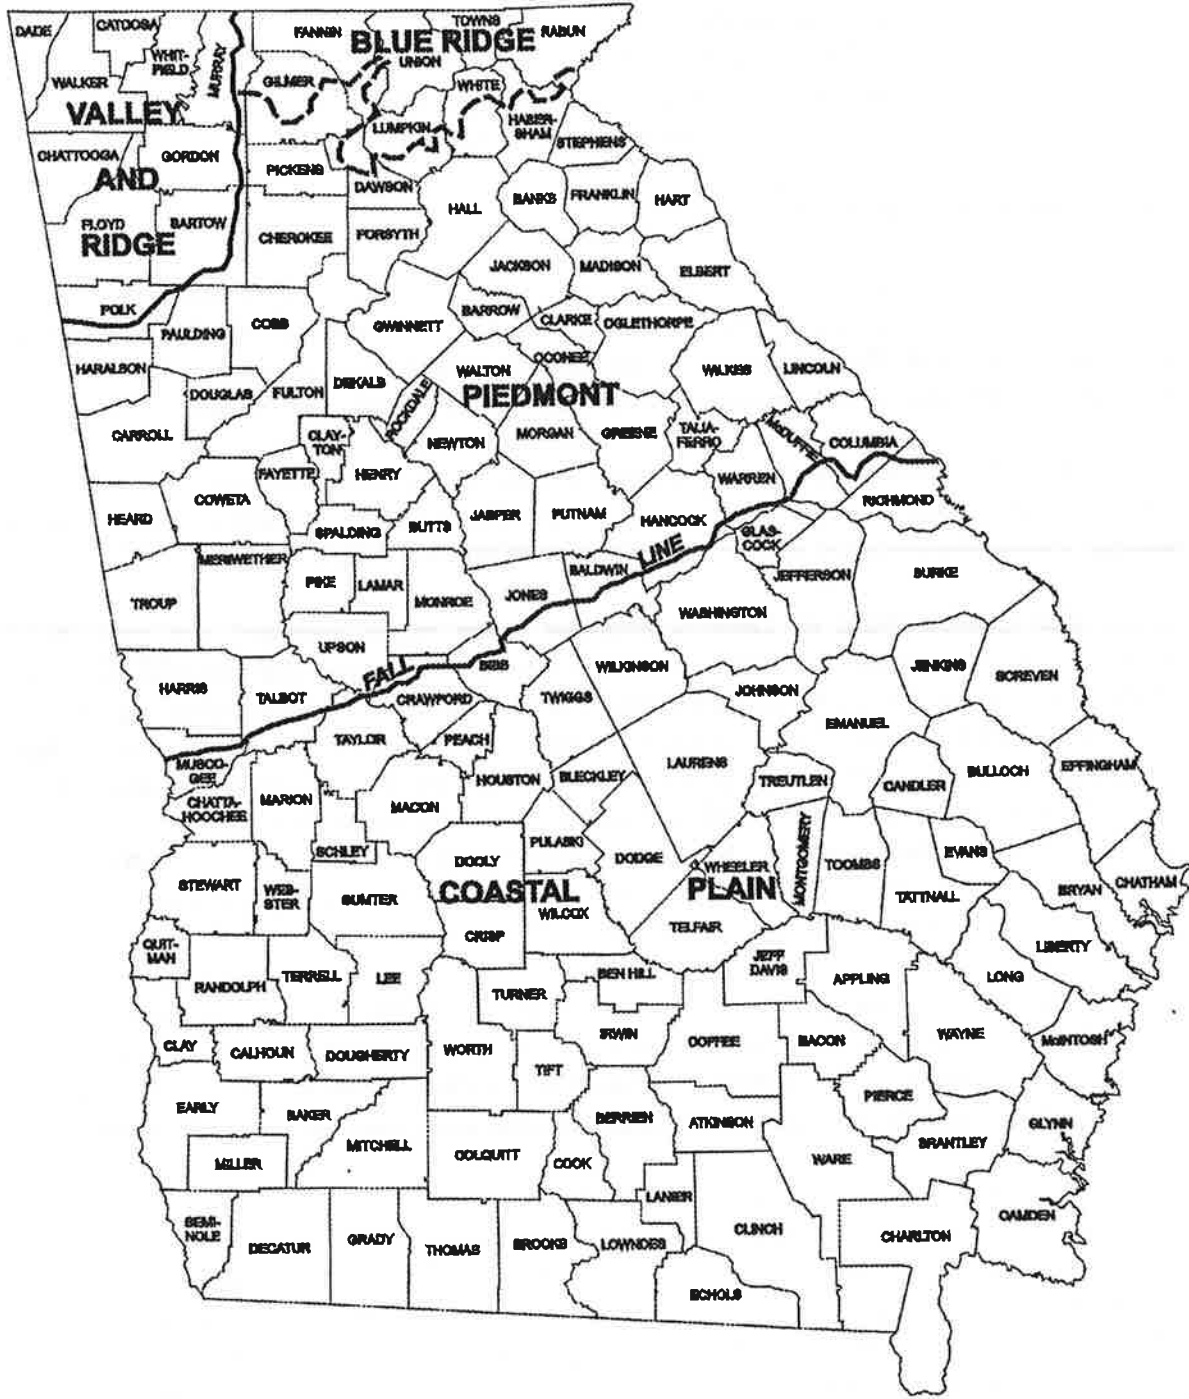 DADE
CATOOSA
WHIT-
FIELD
MURRAY
WALKER
FANNIN
TOWNS
RABUN
BLUE RIDGE
UNION
GILMER
WHITE
LUMPKIN
HABER-
SHAM
STEPHENS
VALLEY
CHATTOOGA
GORDON
PICKENS
DAWSON
AND
HALL
BANKS
FRANKLIN
HART
FLOYD
BARTOW
CHEROKEE
FORSYTH
RIDGE
JACKSON
MADISON
ELBERT
POLK
PAULDING
COBB
GWINNETT
BARROW
CLARKE
OGLETHORPE
OCONEE
HARALSON
DOUGLAS
FULTON
DEKALB
ROCKDALE
WALTON
WILKES
LINCOLN
PIEDMONT
CARROLL
CLAY-
TON
NEWTON
MORGAN
GREENE
TALIA-
FERRO
McDUFFIE
COLUMBIA
FAYETTE
HENRY
WARREN
RICHMOND
HEARD
COWETA
SPALDING
BUTTS
JASPER
PUTNAM
HANCOCK
GLAS-
COCK
LINE
MERIWETHER
PIKE
LAMAR
MONROE
JONES
BALDWIN
JEFFERSON
BURKE
TROUP
UPSON
WASHINGTON
FALL
BIBB
WILKINSON
JENKINS
SCREVEN
HARRIS
TALBOT
CRAWFORD
TWIGGS
JOHNSON
EMANUEL
TAYLOR
PEACH
MUSCO-
GEE
HOUSTON
BLECKLEY
LAURENS
TREUTLEN
CANDLER
BULLOCH
EFFINGHAM
CHATTA-
HOOCHEE
MARION
MACON
PULASKI
SCHLEY
DOOLY
DODGE
WHEELER
MONTGOMERY
TOOMBS
EVANS
STEWART
WEB-
STER
SUMTER
COASTAL
PLAIN
TATTNALL
BRYAN
CHATHAM
WILCOX
TELFAIR
CRISP
QUIT-
MAN
RANDOLPH
TERRELL
LEE
TURNER
BEN HILL
JEFF
DAVIS
APPLING
LONG
LIBERTY
CLAY
CALHOUN
DOUGHERTY
WORTH
TIFT
IRWIN
COFFEE
BACON
WAYNE
McINTOSH
EARLY
BAKER
MITCHELL
COLQUITT
BERRIEN
ATKINSON
PIERCE
GLYNN
MILLER
COOK
WARE
BRANTLEY
LANIER
SEMI-
NOLE
DECATUR
GRADY
THOMAS
BROOKS
LOWNDES
CLINCH
CHARLTON
CAMDEN
ECHOLS